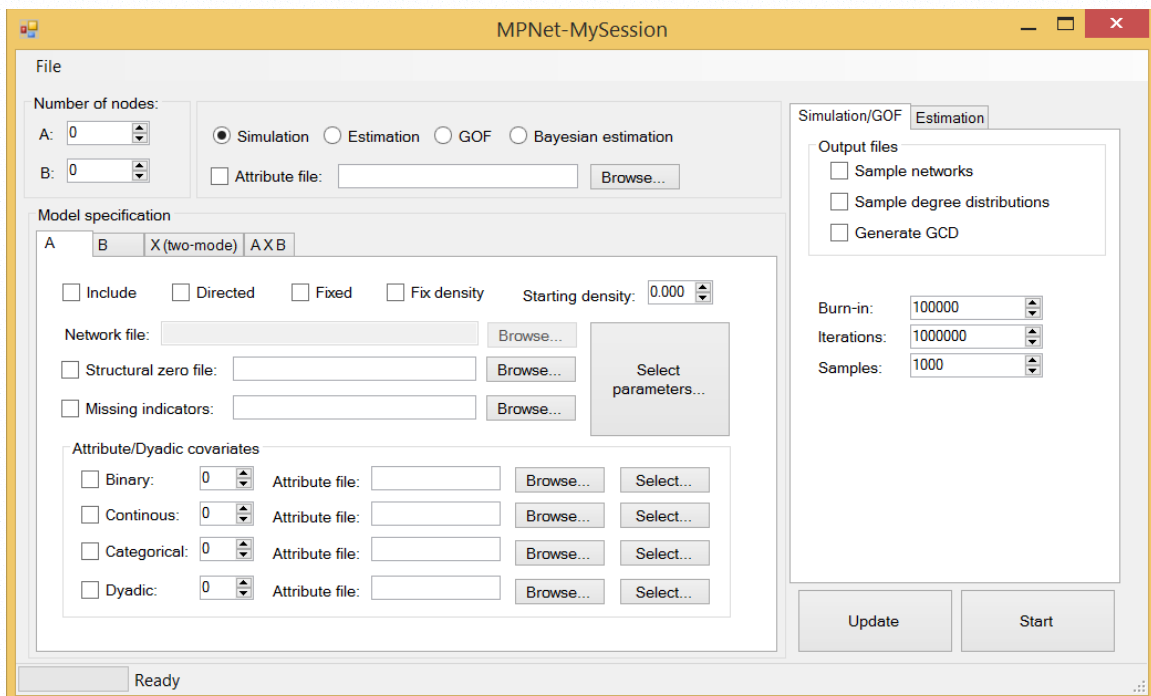 MPNet-MySession
File
Number of nodes:
A: 0
B: 0
Simulation Estimation GOF Bayesian estimation
Attribute file: Browse...
Model specification
A B X (two-mode) A X B
Include Directed Fixed Fix density Starting density: 0.000
Network file: Browse...
Structural zero file: Browse...
Missing indicators: Browse...
Select
parameters...
Attribute/Dyadic covariates
Binary: 0 Attribute file: Browse... Select...
Continous: 0 Attribute file: Browse... Select...
Categorical: 0 Attribute file: Browse... Select...
Dyadic: 0 Attribute file: Browse... Select...
Simulation/GOF Estimation
Output files
Sample networks
Sample degree distributions
Generate GCD
Burn-in: 100000
Iterations: 1000000
Samples: 1000
Update Start
Ready